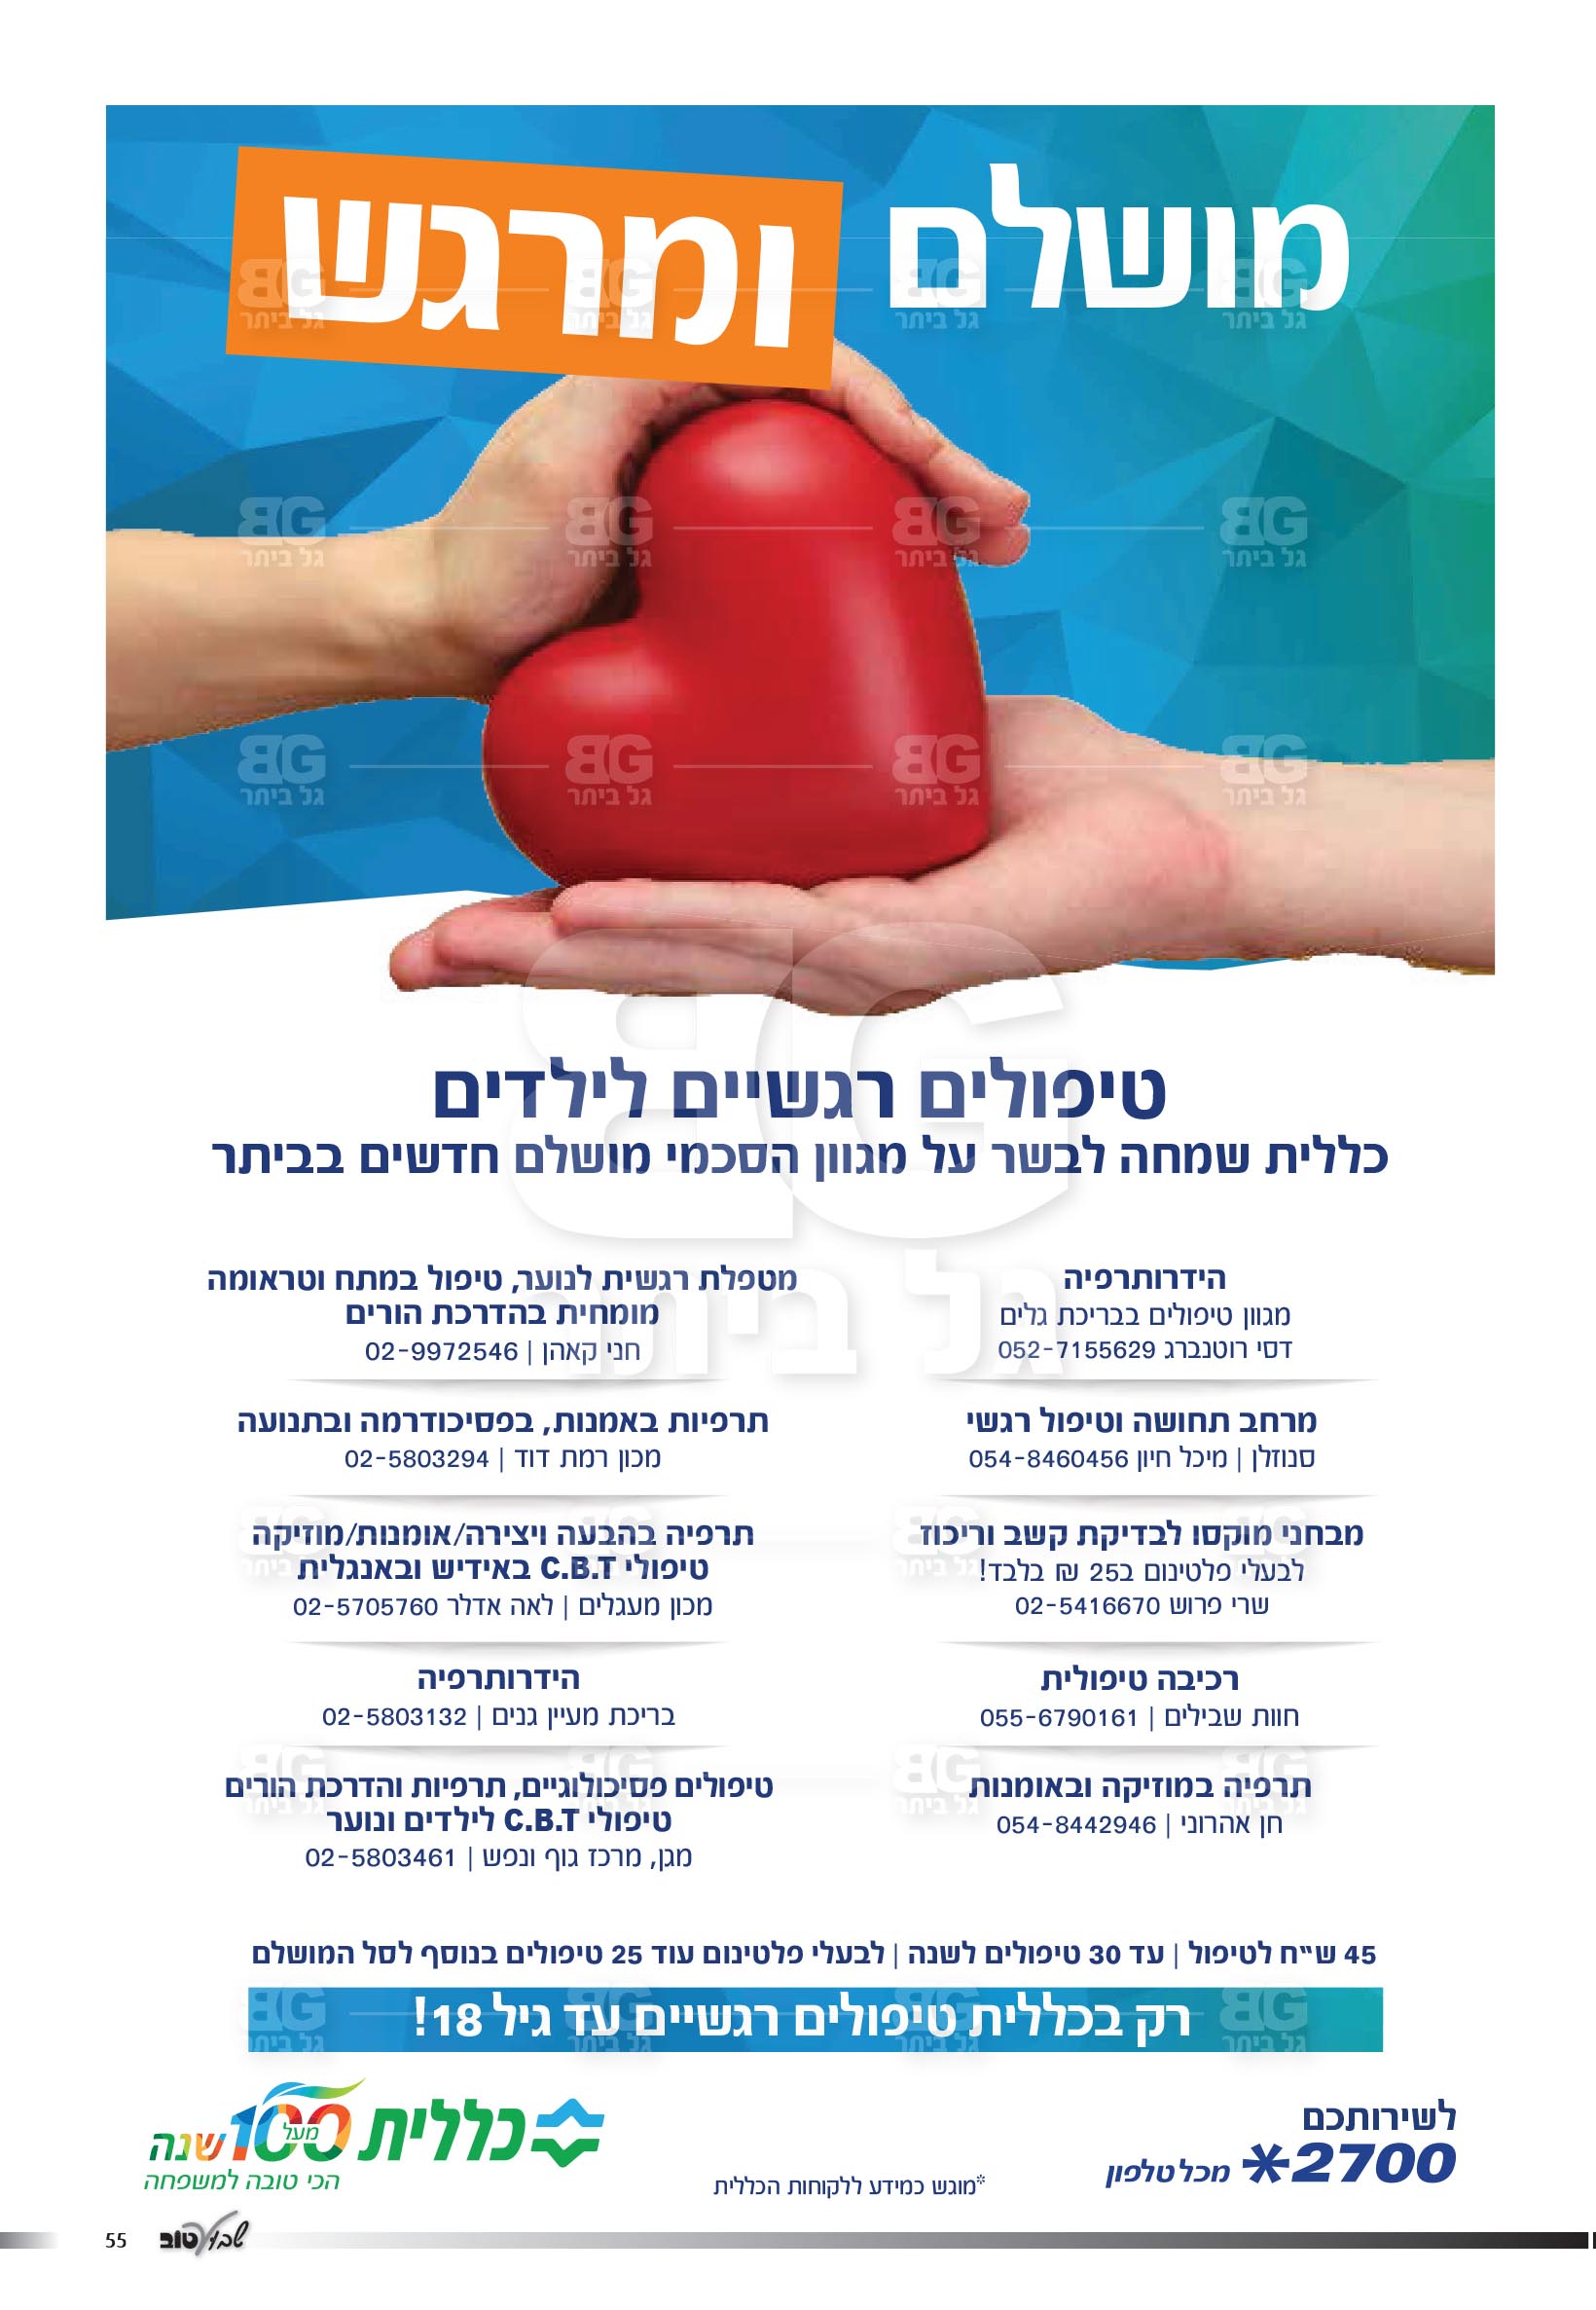 מושלם ומרגש
טיפולים רגשיים לילדים
כללית שמחה לבשר על מגוון הסכמי מושלם חדשים בביתר
הידרותרפיה
מגוון טיפולים בבריכת גלים
דסי רוטנברג 052-7155629
מרחב תחושה וטיפול רגשי
סנוזלן | מיכל חיון 054-8460456
מבחני מוקסו לבדיקת קשב וריכוז
לבעלי פלטינום ב25 ₪ בלבד!
שרי פרוש 02-5416670
רכיבה טיפולית
חוות שבילים | 055-6790161
תרפיה במוזיקה ובאומנות
חן אהרוני | 054-8442946
מטפלת רגשית לנוער, טיפול במתח וטראומה
מומחית בהדרכת הורים
חני קאהן | 02-9972546
תרפיות באמנות, בפסיכודרמה ובתנועה
מכון רמת דוד | 02-5803294
תרפיה בהבעה ויצירה/אומנות/מוזיקה
טיפולי C.B.T באידיש ובאנגלית
מכון מעגלים | לאה אדלר 02-5705760
הידרותרפיה
בריכת מעיין גנים | 02-5803132
טיפולים פסיכולוגיים, תרפיות והדרכת הורים
טיפולי C.B.T לילדים ונוער
מגן, מרכז גוף ונפש | 02-5803461
45 ש״ח לטיפול | עד 30 טיפולים לשנה | לבעלי פלטינום עוד 25 טיפולים בנוסף לסל המושלם
רק בכללית טיפולים רגשיים עד גיל 18!
לשירותכם
2700* מכל טלפון
*מוגש כמידע ללקוחות הכללית
כללית מעל 100 שנה
הכי טובה למשפחה
שבוע טוב 55
BG
גל ביתר